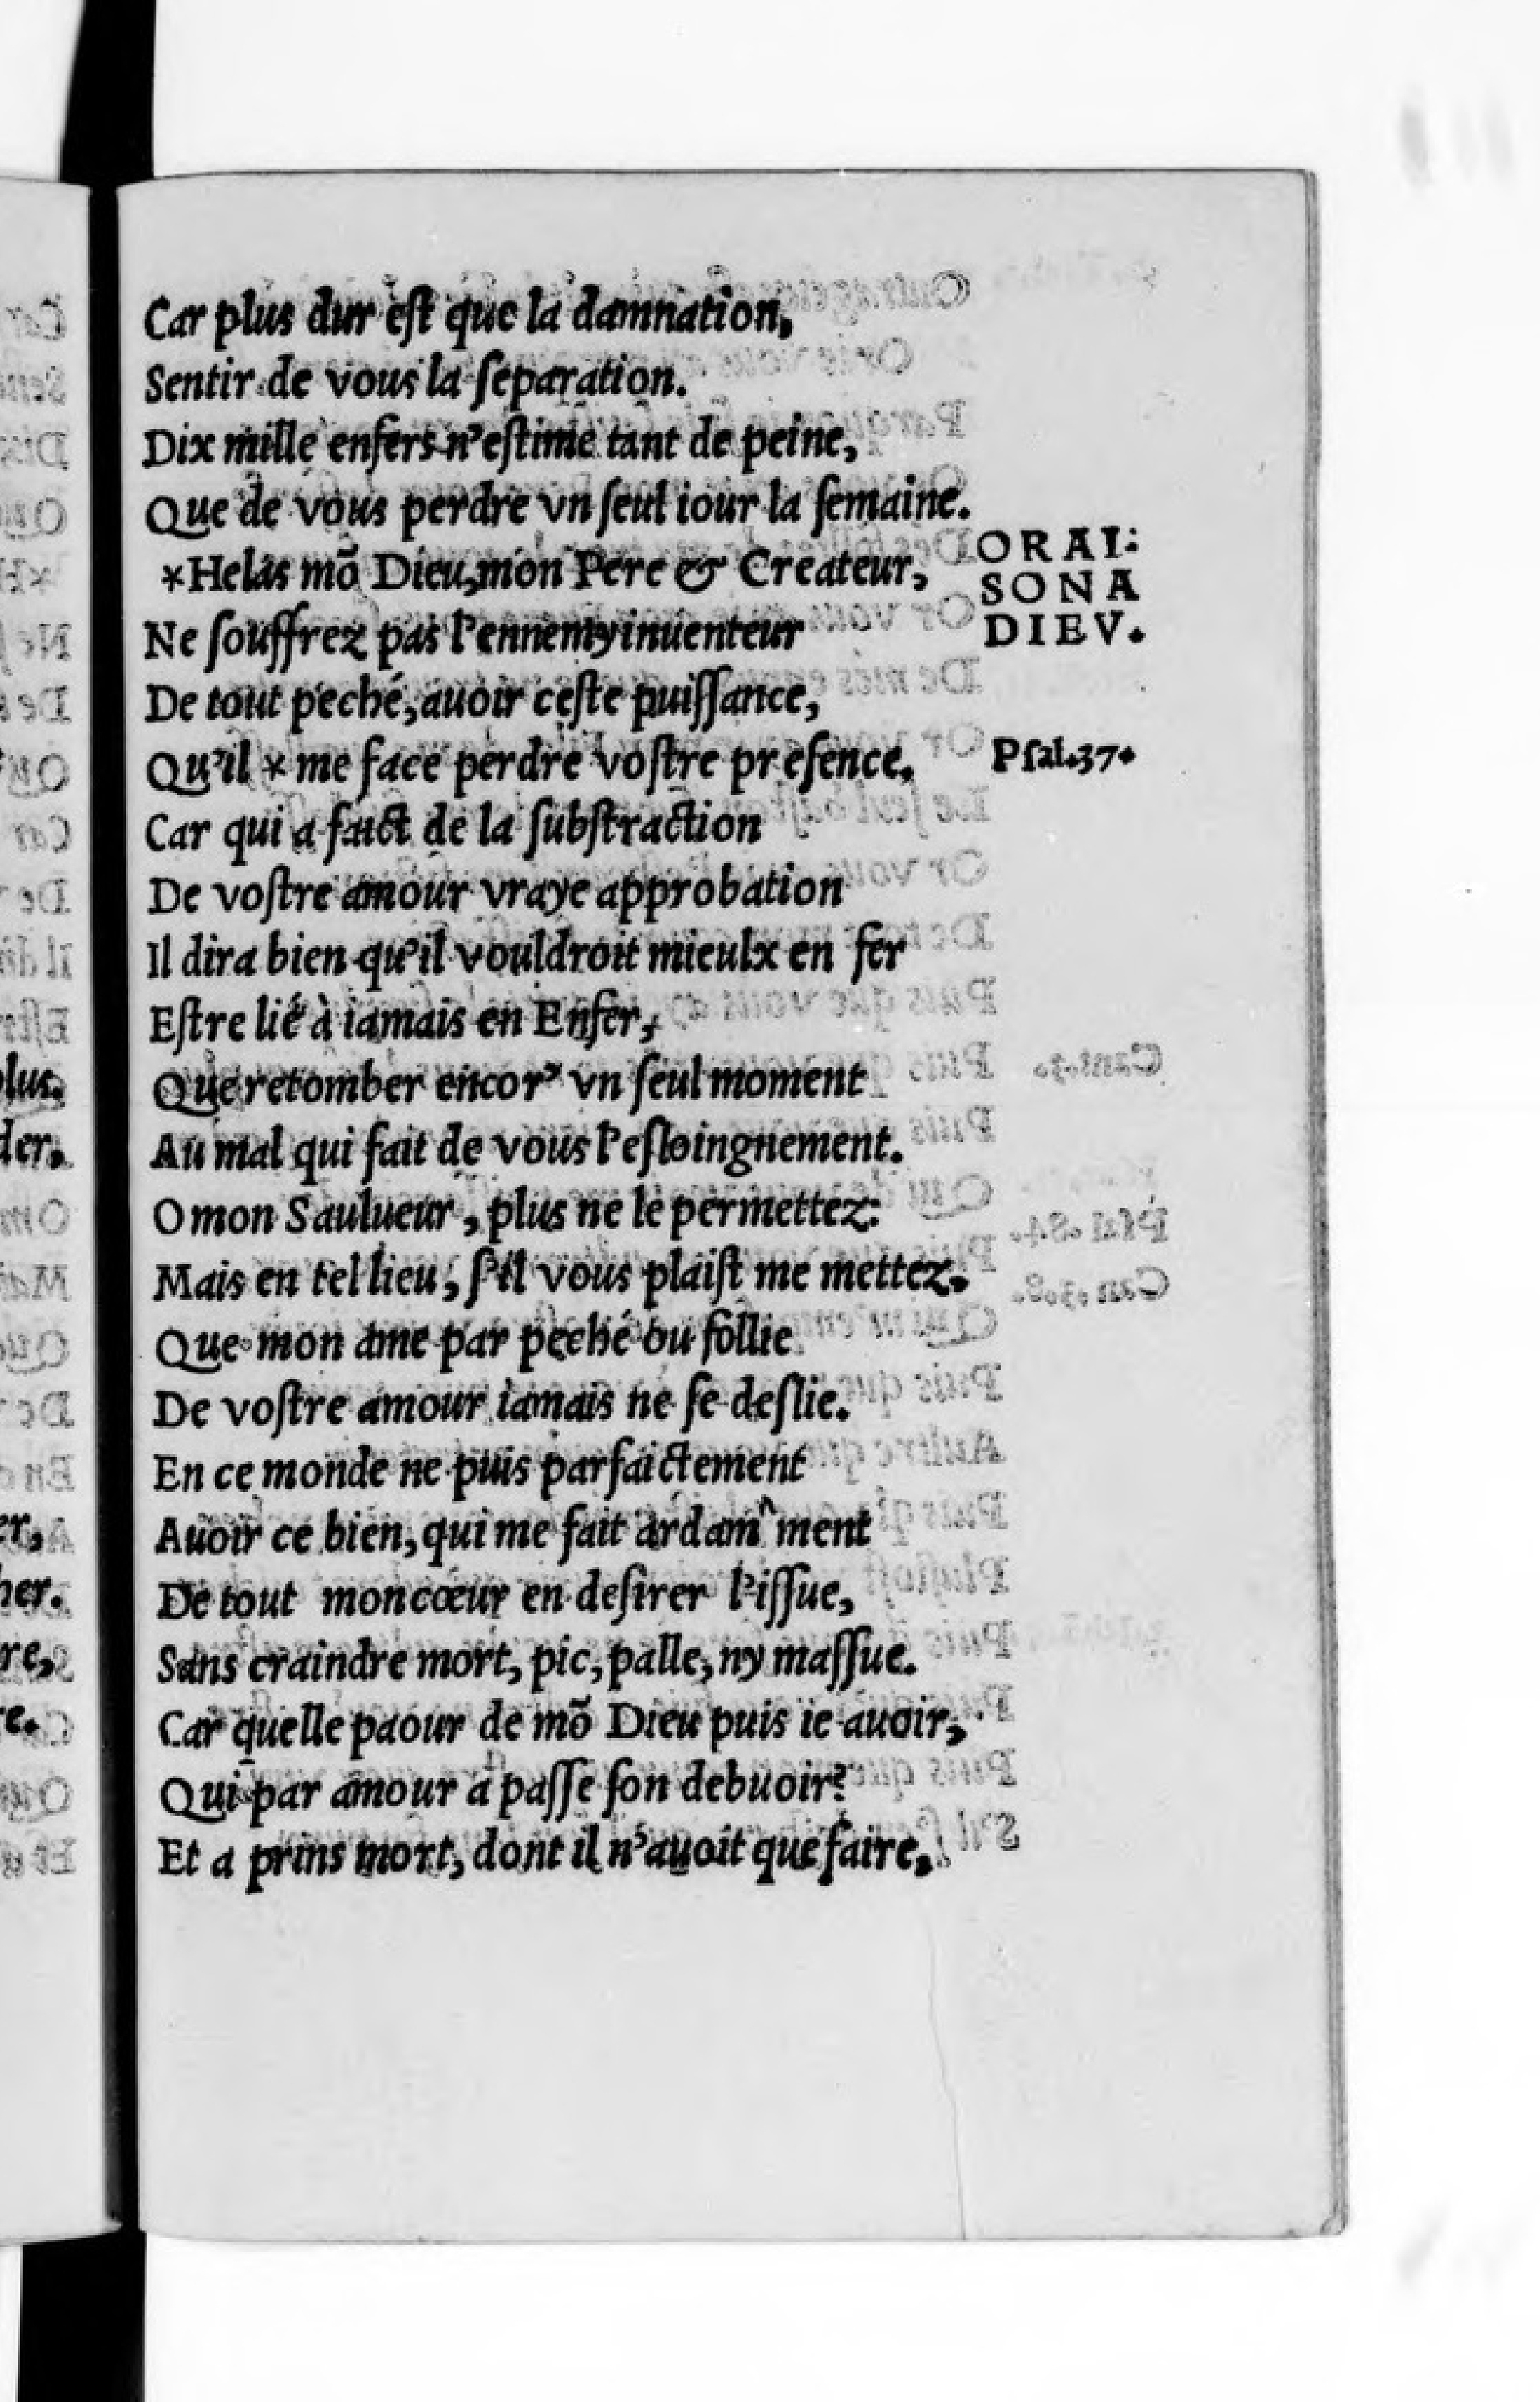 Car plus dur eſt que la damnation,
Sentir de vous la ſeparation.
Dix mille enfers n'eſtime tant de peine,
Que de vous perdre vn ſeul iour la ſemaine.
*Helas mõ Dieu, mon Pere & Createur,
ORAI:
SON A
DIEV.
Ne ſouffrez pas l'ennemy inuenteur
De tout peché, auoir ceſte puiſſance,
Qu'il * me face perdre voſtre preſence.
Pſal.37.
Car qui a faict de la ſubſtraction
De voſtre amour vraye approbation
Il dira bien qu'il vouldroit mieulx en fer
Eſtre lié à iamais en Enfer,
Que retomber encor' vn ſeul moment
Au mal qui fait de vous l'eſloingnement.
O mon Saulueur, plus ne le permettez:
Mais en tel lieu, ſ'il vous plaiſt me mettez.
Que mon ame par peché ou follie
De voſtre amour iamais ne ſe deſlie.
En ce monde ne puis parfaictement
Auoir ce bien, qui me fait ardam^ment
De tout mon cœur en deſirer l'iſſue,
Sans craindre mort, pic, palle, ny maſſue.
Car quelle paour de mõ Dieu puis ie auoir,
Qui par amour a paſſe ſon debuoir?
Et a prins mort, dont il n'auoit que faire,